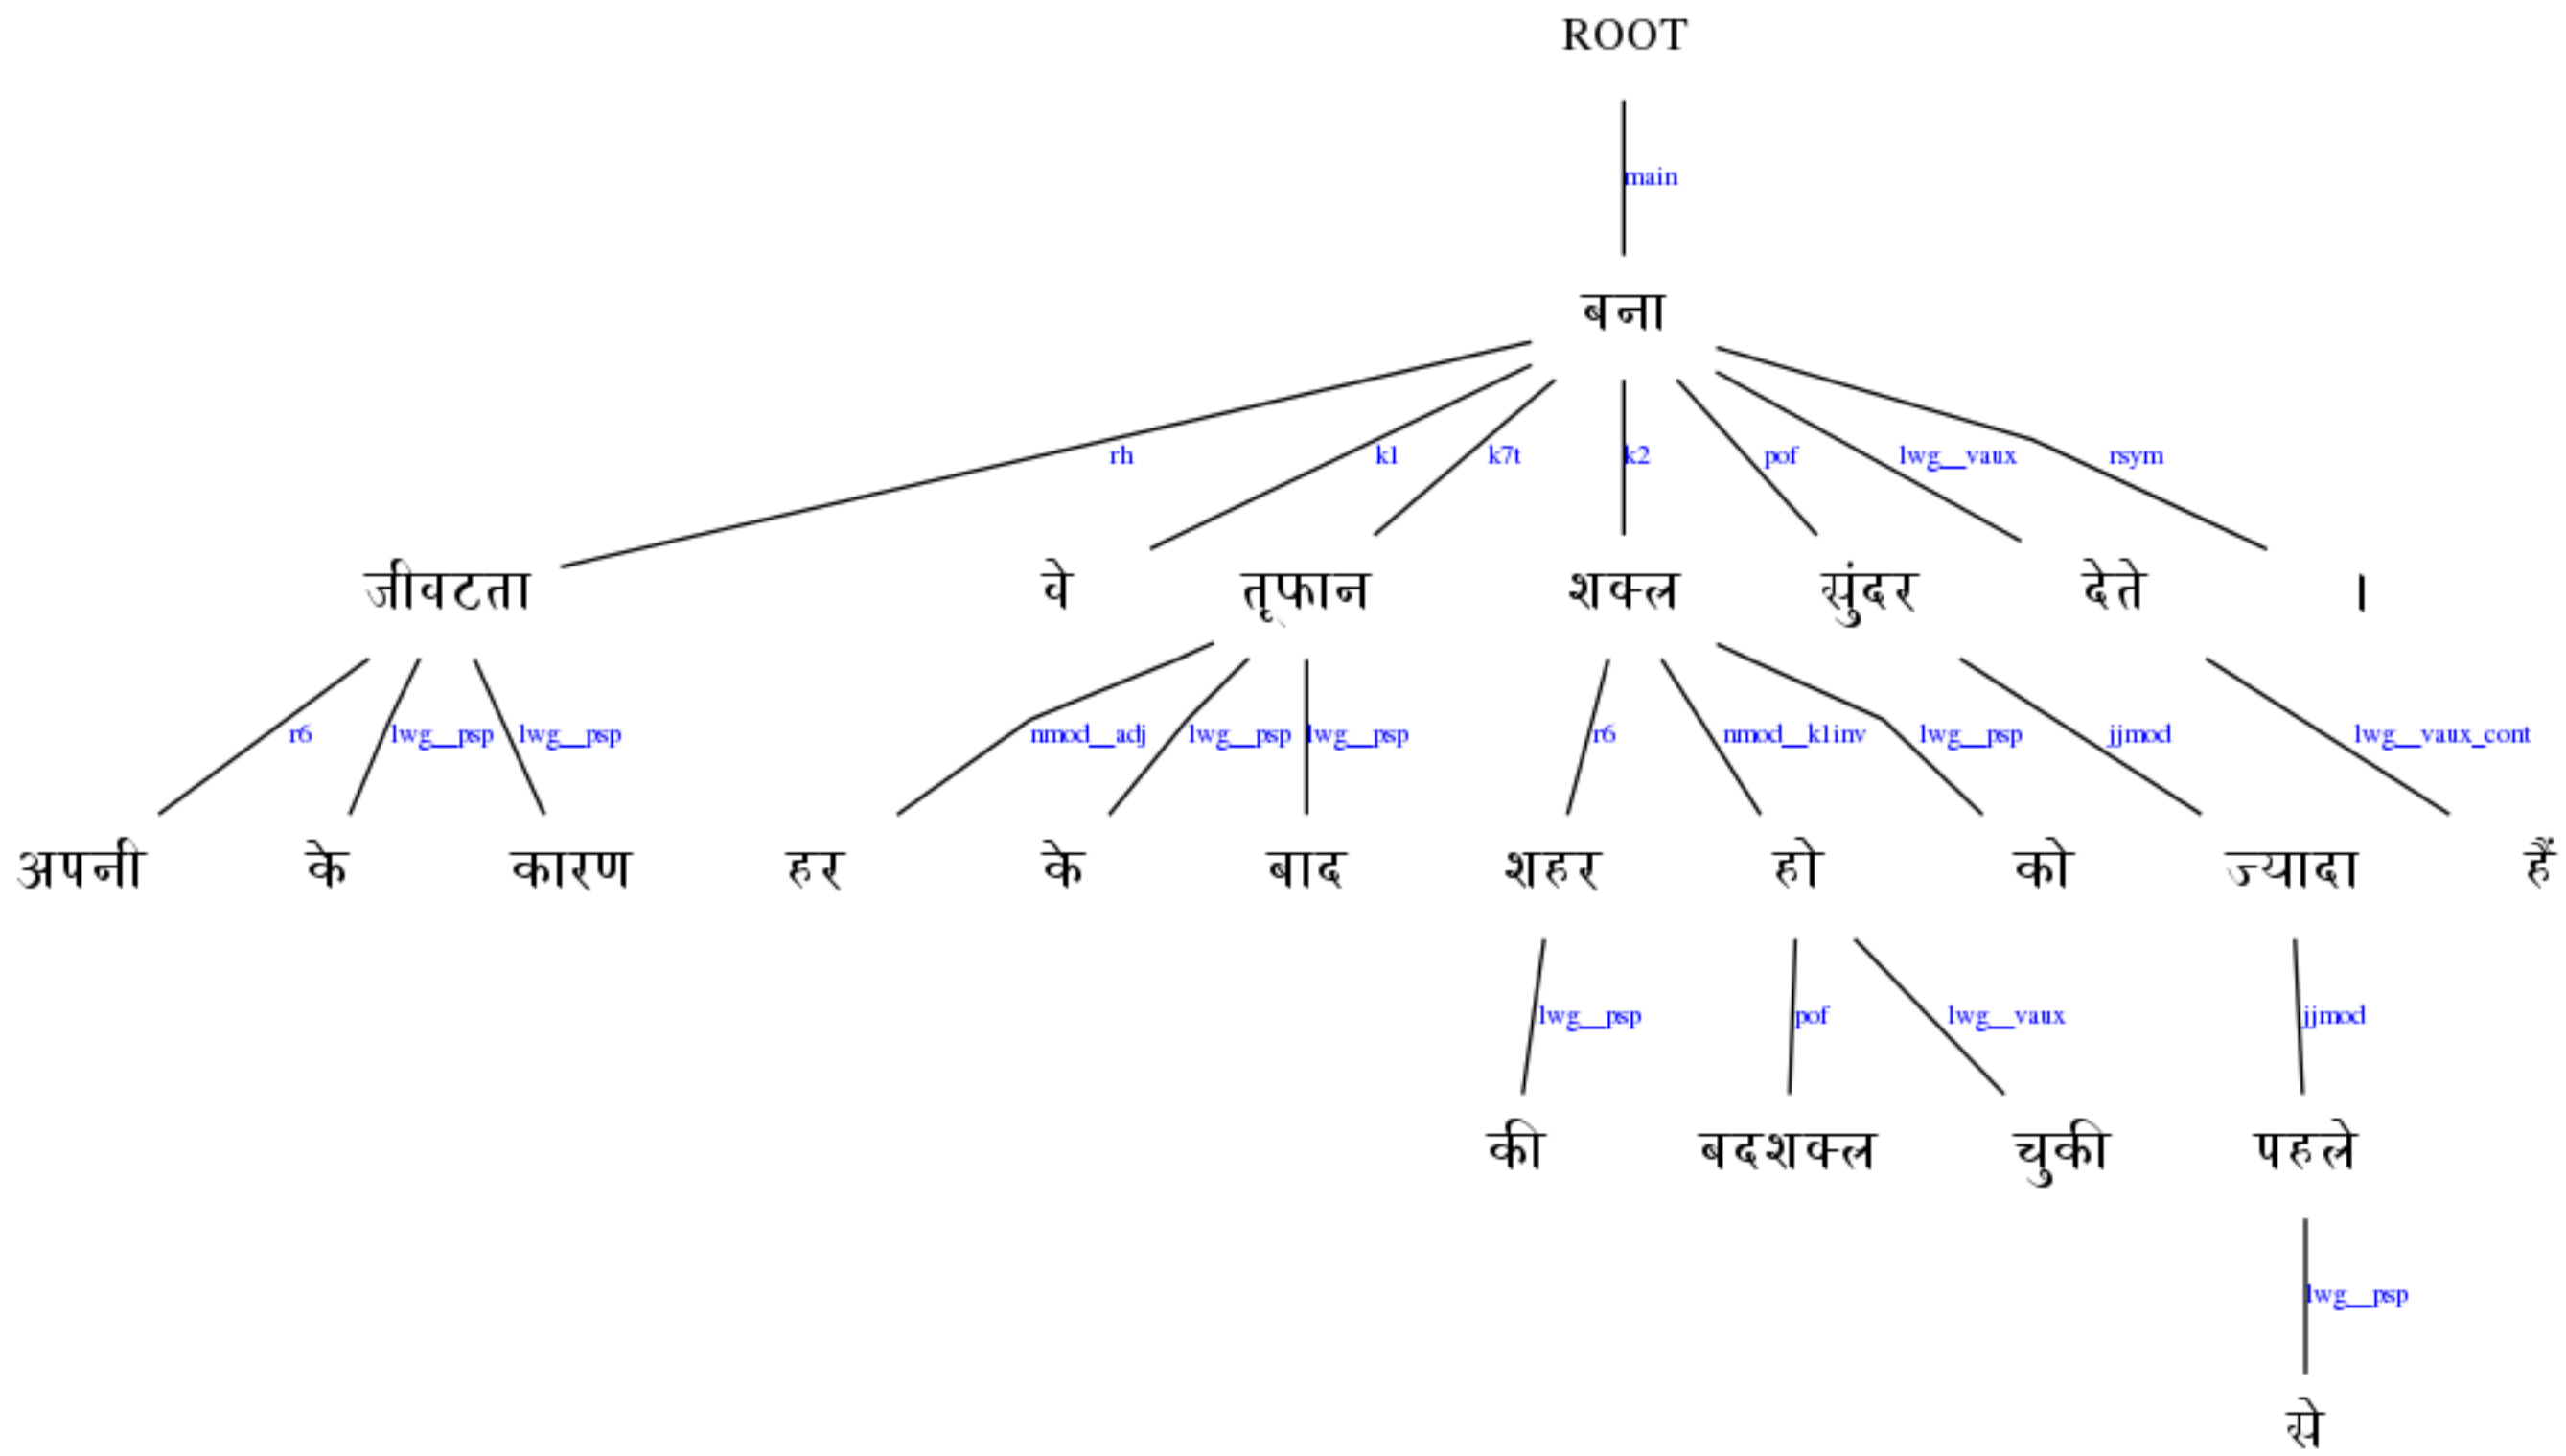 ROOT
main
बना
rh k1 k7t k2 pof lwg__vaux rsym
जीवटता वे तूफान शक्ल सुंदर देते ।
r6 lwg__psp lwg__psp nmod__adj lwg__psp lwg__psp r6 nmod__k1inv lwg__psp jjmod lwg__vaux_cont
अपनी के कारण हर के बाद शहर हो को ज्यादा हैं
lwg__psp pof lwg__vaux jjmod
की बदशक्ल चुकी पहले
lwg__psp
से